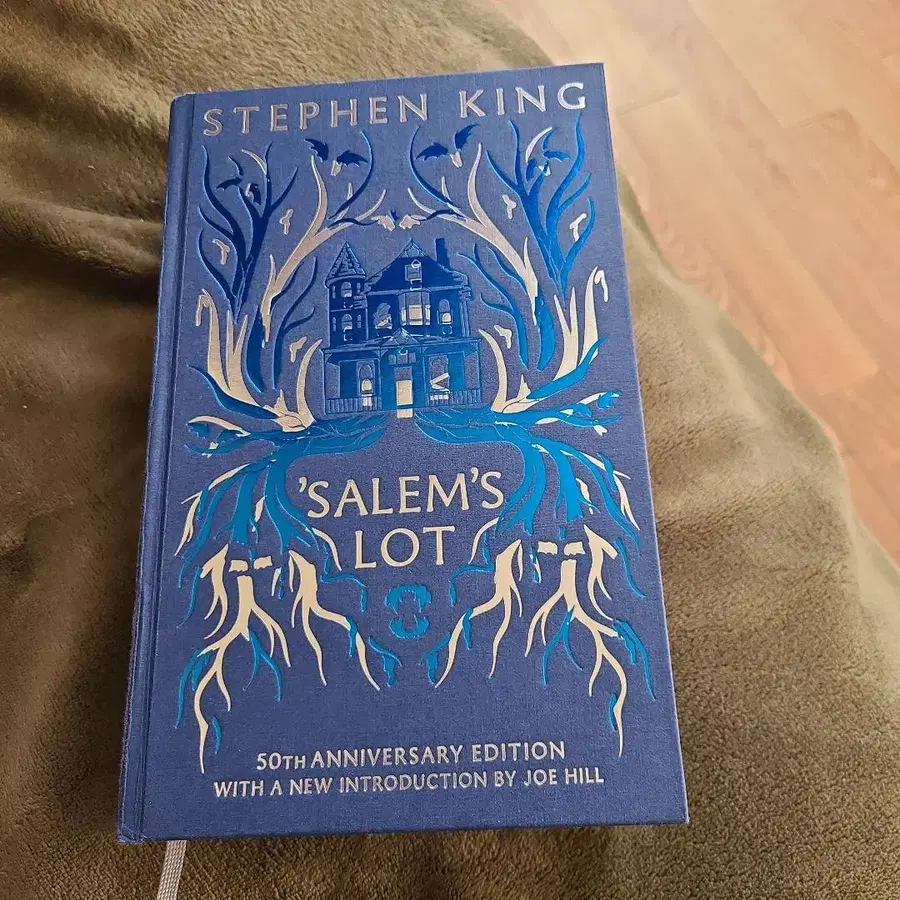 STEPHEN KING
'SALEM'S
LOT
50TH ANNIVERSARY EDITION
WITH A NEW INTRODUCTION BY JOE HILL